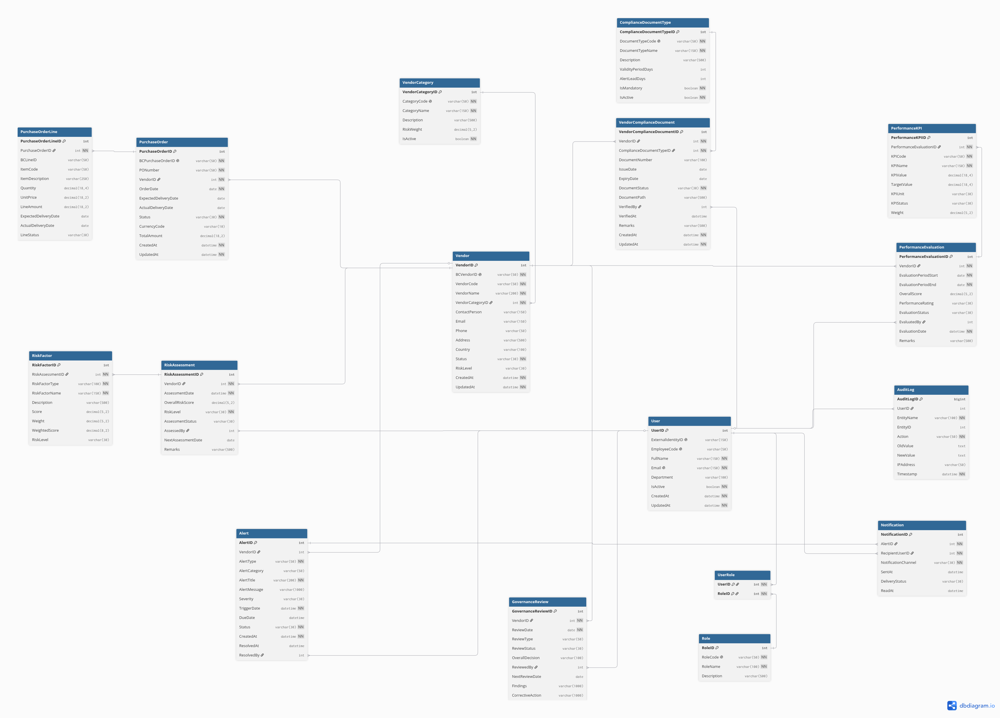 ComplianceDocumentType
ComplianceDocumentTypeID int
DocumentTypeCode varchar(50) NN
DocumentTypeName varchar(150) NN
Description varchar(500)
ValidityPeriodDays int
AlertLeadDays int
IsMandatory boolean NN
IsActive boolean NN
VendorCategory
VendorCategoryID int
CategoryCode varchar(50) NN
CategoryName varchar(150) NN
Description varchar(500)
RiskWeight decimal(5,2)
IsActive boolean NN
VendorComplianceDocument
VendorComplianceDocumentID int
VendorID int NN
ComplianceDocumentTypeID int NN
DocumentNumber varchar(100)
IssueDate date
ExpiryDate date
DocumentStatus varchar(30) NN
DocumentPath varchar(500)
VerifiedBy int
VerifiedAt datetime
Remarks varchar(500)
CreatedAt datetime NN
UpdatedAt datetime NN
PerformanceKPI
PerformanceKPIID int
PerformanceEvaluationID int NN
KPICode varchar(50) NN
KPIName varchar(150) NN
KPIValue decimal(18,4)
TargetValue decimal(18,4)
KPIUnit varchar(30)
KPIStatus varchar(30)
Weight decimal(5,2)
PurchaseOrderLine
PurchaseOrderLineID int
PurchaseOrderID int NN
BCLineID varchar(50)
ItemCode varchar(50)
ItemDescription varchar(250)
Quantity decimal(18,4)
UnitPrice decimal(18,2)
LineAmount decimal(18,2)
ExpectedDeliveryDate date
ActualDeliveryDate date
LineStatus varchar(30)
PurchaseOrder
PurchaseOrderID int
BCPurchaseOrderID varchar(50) NN
PONumber varchar(50) NN
VendorID int NN
OrderDate date NN
ExpectedDeliveryDate date
ActualDeliveryDate date
Status varchar(30) NN
CurrencyCode varchar(10)
TotalAmount decimal(18,2)
CreatedAt datetime NN
UpdatedAt datetime NN
Vendor
VendorID int
BCVendorID varchar(50) NN
VendorCode varchar(50) NN
VendorName varchar(200) NN
VendorCategoryID int NN
ContactPerson varchar(150)
Email varchar(150)
Phone varchar(50)
Address varchar(500)
Country varchar(100)
Status varchar(30) NN
RiskLevel varchar(30)
CreatedAt datetime NN
UpdatedAt datetime NN
PerformanceEvaluation
PerformanceEvaluationID int
VendorID int NN
EvaluationPeriodStart date NN
EvaluationPeriodEnd date NN
OverallScore decimal(5,2)
PerformanceRating varchar(30)
EvaluationStatus varchar(30)
EvaluatedBy int
EvaluationDate datetime NN
Remarks varchar(500)
RiskFactor
RiskFactorID int
RiskAssessmentID int NN
RiskFactorType varchar(100) NN
RiskFactorName varchar(150) NN
Description varchar(500)
Score decimal(5,2)
Weight decimal(5,2)
WeightedScore decimal(8,2)
RiskLevel varchar(30)
RiskAssessment
RiskAssessmentID int
VendorID int NN
AssessmentDate datetime NN
OverallRiskScore decimal(5,2)
RiskLevel varchar(30) NN
AssessmentStatus varchar(30)
AssessedBy int
NextAssessmentDate date
Remarks varchar(500)
User
UserID int
ExternalIdentityID varchar(150)
EmployeeCode varchar(50)
FullName varchar(150) NN
Email varchar(150) NN
Department varchar(100)
IsActive boolean NN
CreatedAt datetime NN
UpdatedAt datetime NN
AuditLog
AuditLogID bigint
UserID int
EntityName varchar(100) NN
EntityID int
Action varchar(50) NN
OldValue text
NewValue text
IPAddress varchar(50)
Timestamp datetime NN
Alert
AlertID int
VendorID int
AlertType varchar(50) NN
AlertCategory varchar(50)
AlertTitle varchar(200) NN
AlertMessage varchar(1000)
Severity varchar(30)
TriggerDate datetime NN
DueDate datetime
Status varchar(30) NN
CreatedAt datetime NN
ResolvedAt datetime
ResolvedBy int
Notification
NotificationID int
AlertID int NN
RecipientUserID int NN
NotificationChannel varchar(30) NN
SentAt datetime
DeliveryStatus varchar(30)
ReadAt datetime
UserRole
UserID int NN
RoleID int NN
GovernanceReview
GovernanceReviewID int
VendorID int NN
ReviewDate date NN
ReviewType varchar(50)
ReviewStatus varchar(30)
OverallDecision varchar(100)
ReviewedBy int
NextReviewDate date
Findings varchar(1000)
CorrectiveAction varchar(1000)
Role
RoleID int
RoleCode varchar(50) NN
RoleName varchar(100) NN
Description varchar(500)
dbdiagram.io